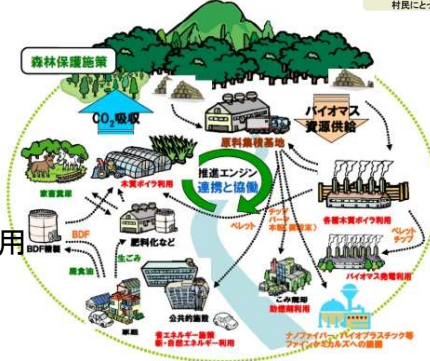 村民にとっ
森林保護施策
CO₂吸収
バイオマス
資源供給
原料集積基地
家畜糞尿
木質ボイラ利用
推進エンジン
連携と協働
チップ
バーク
ペレット
各種木質ボイラ利用
用
BDF精製
BDF
肥料化など
ペレット
チップ
生ごみ
廃食油
バイオマス発電利用
ごみ焼却
助燃剤利用
家庭
公共的施設
省エネルギー施設
新・自然エネルギー利用
ナノファイバー・バイオプラスチック等
ファインケミカルズへの展開